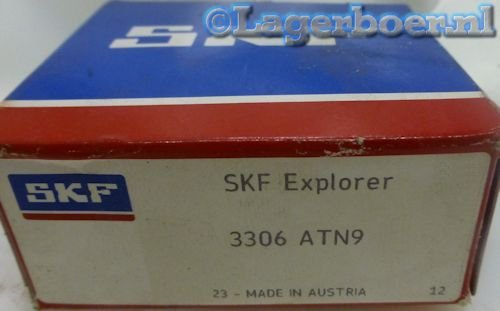 ©Lagerboer.nl
SKF
SKF
SKF Explorer
3306 ATN9
23 - MADE IN AUSTRIA 12